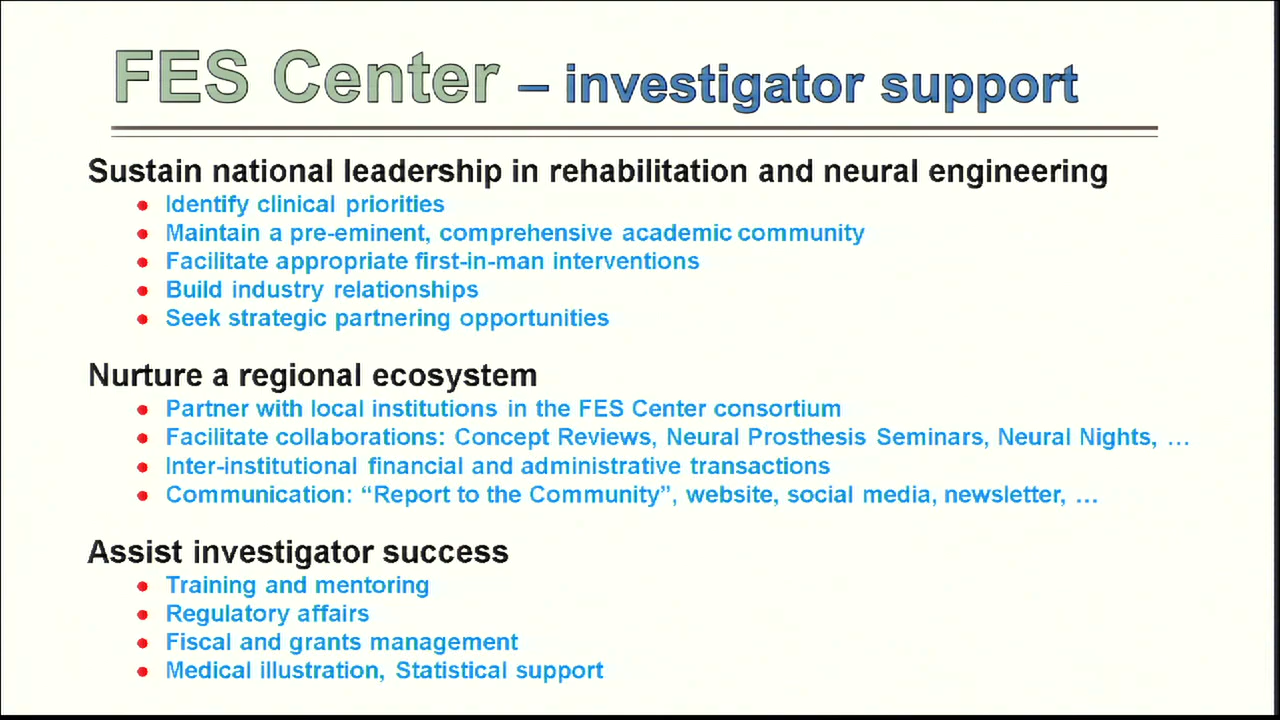 FES Center – investigator support
Sustain national leadership in rehabilitation and neural engineering
• Identify clinical priorities
• Maintain a pre-eminent, comprehensive academic community
• Facilitate appropriate first-in-man interventions
• Build industry relationships
• Seek strategic partnering opportunities
Nurture a regional ecosystem
• Partner with local institutions in the FES Center consortium
• Facilitate collaborations: Concept Reviews, Neural Prosthesis Seminars, Neural Nights, …
• Inter-institutional financial and administrative transactions
• Communication: “Report to the Community”, website, social media, newsletter, …
Assist investigator success
• Training and mentoring
• Regulatory affairs
• Fiscal and grants management
• Medical illustration, Statistical support